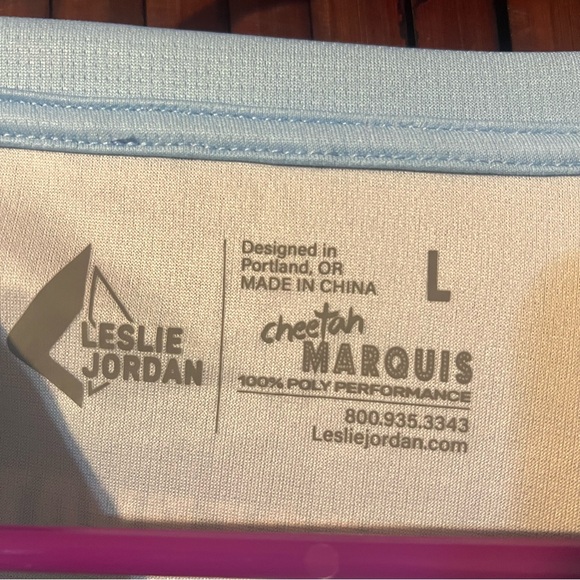 LESLIE
JORDAN
Designed in
Portland, OR
MADE IN CHINA
L
cheetah
MARQUIS
100% POLY PERFORMANCE
800.935.3343
Lesliejordan.com